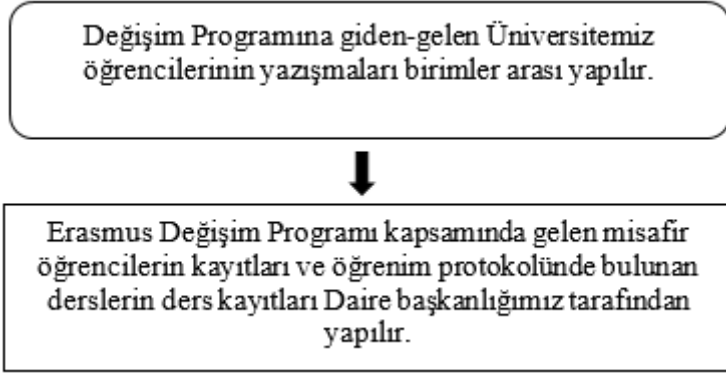 Değişim Programına giden-gelen Üniversitemiz
öğrencilerinin yazışmaları birimler arası yapılır.
Erasmus Değişim Programı kapsamında gelen misafir
öğrencilerin kayıtları ve öğrenim protokolünde bulunan
derslerin ders kayıtları Daire başkanlığımız tarafından
yapılır.